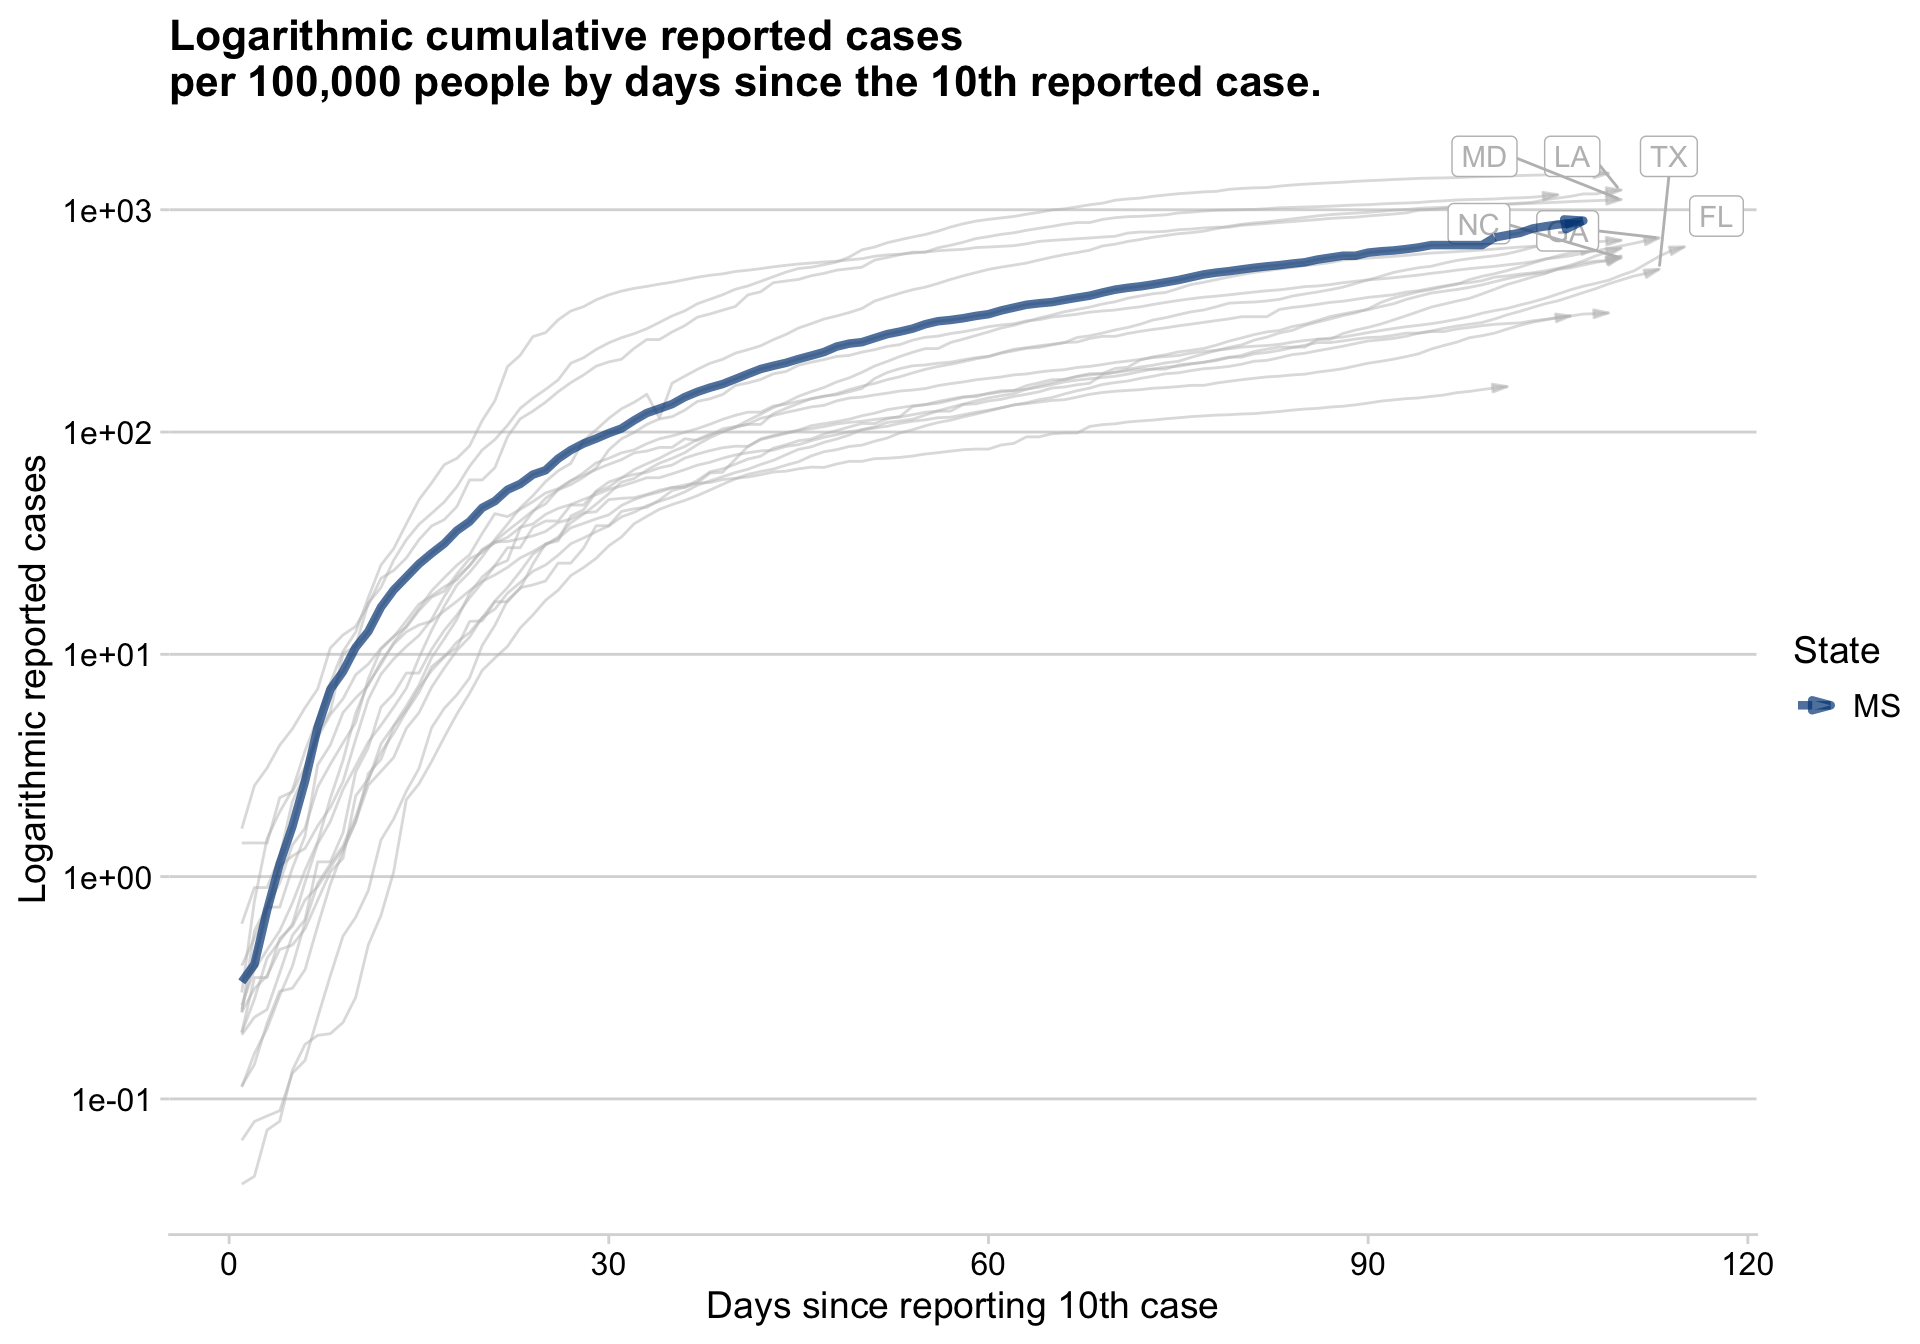 Logarithmic cumulative reported cases
per 100,000 people by days since the 10th reported case.
MD
LA
TX
1e+03
NC
GA
FL
1e+02
1e+01
1e+00
1e-01
Logarithmic reported cases
State
MS
0
30
60
90
120
Days since reporting 10th case